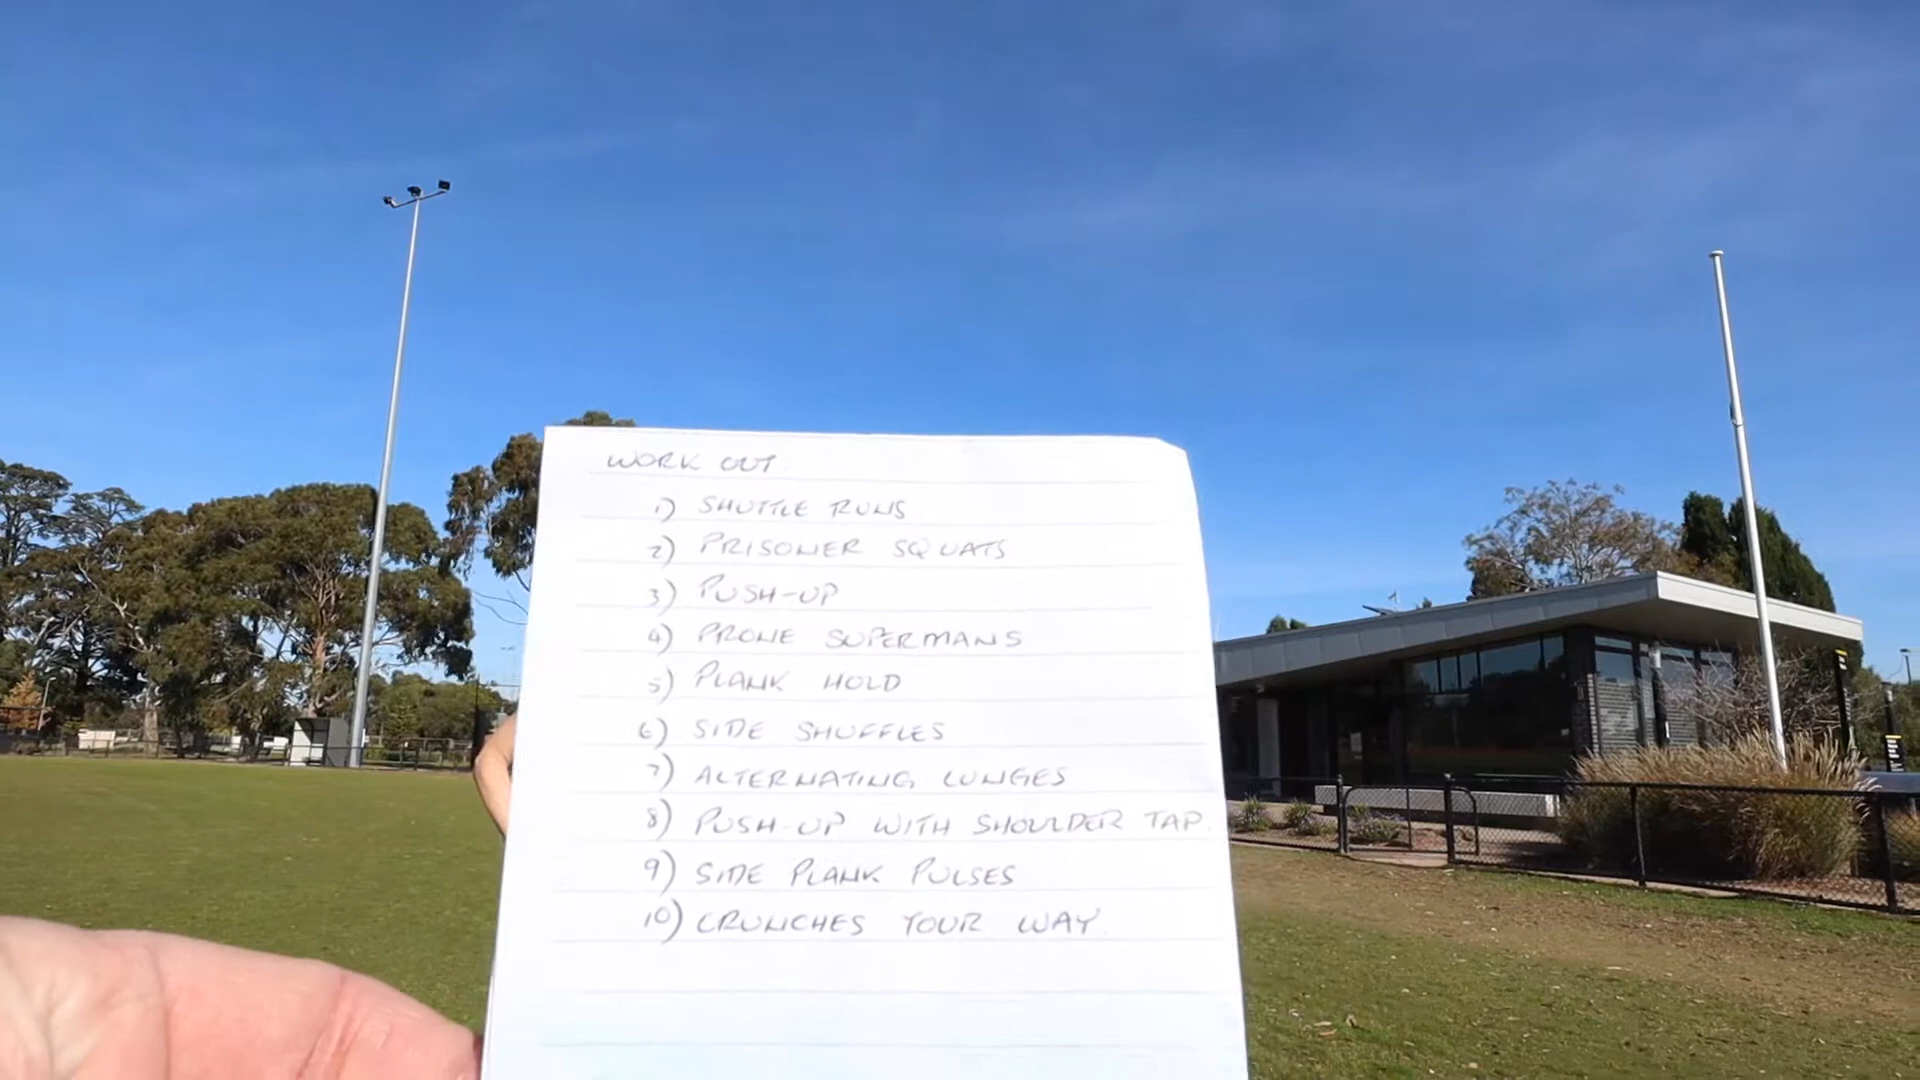 WORK OUT
1) SHUTTLE RUNS
2) PRISONER SQUATS
3) PUSH-UP
4) PRONE SUPERMANS
5) PLANK HOLD
6) SIDE SHUFFLES
7) ALTERNATING LUNGES
8) PUSH-UP WITH SHOULDER TAP
9) SIDE PLANK PULSES
10) CRUNCHES YOUR WAY